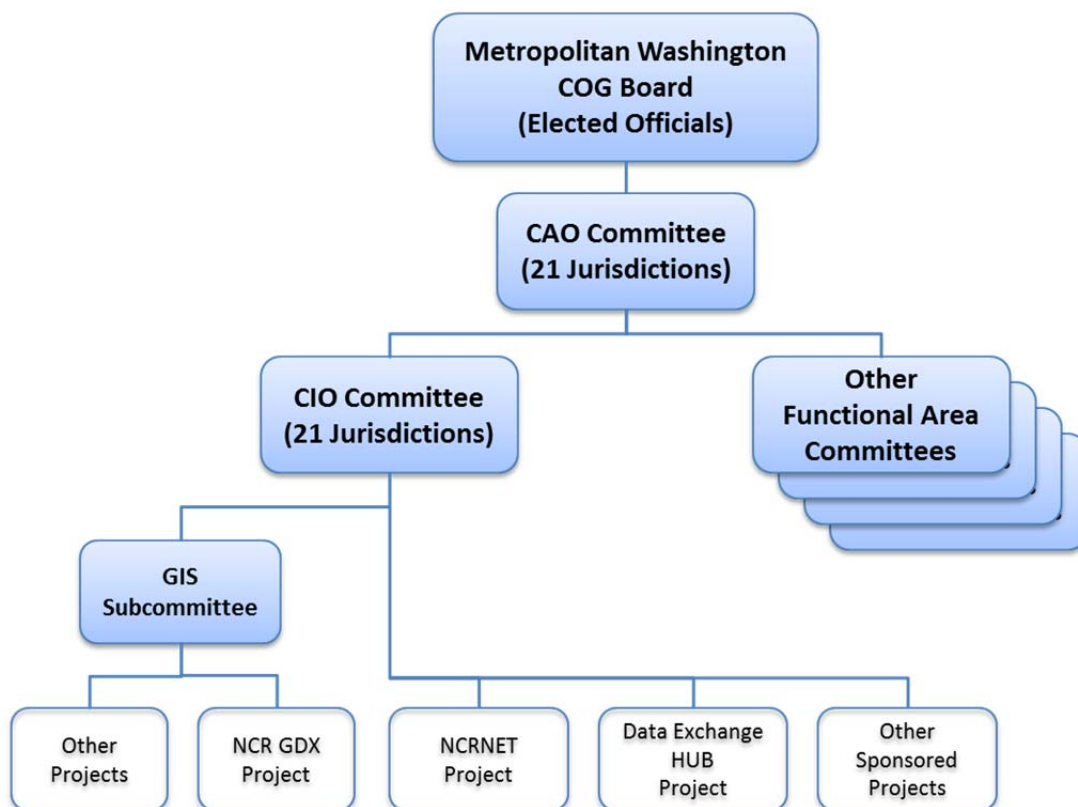 Metropolitan Washington
COG Board
(Elected Officials)
CAO Committee
(21 Jurisdictions)
CIO Committee
(21 Jurisdictions)
Other
Functional Area
Committees
GIS
Subcommittee
Other
Projects
NCR GDX
Project
NCRNET
Project
Data Exchange
HUB
Project
Other
Sponsored
Projects